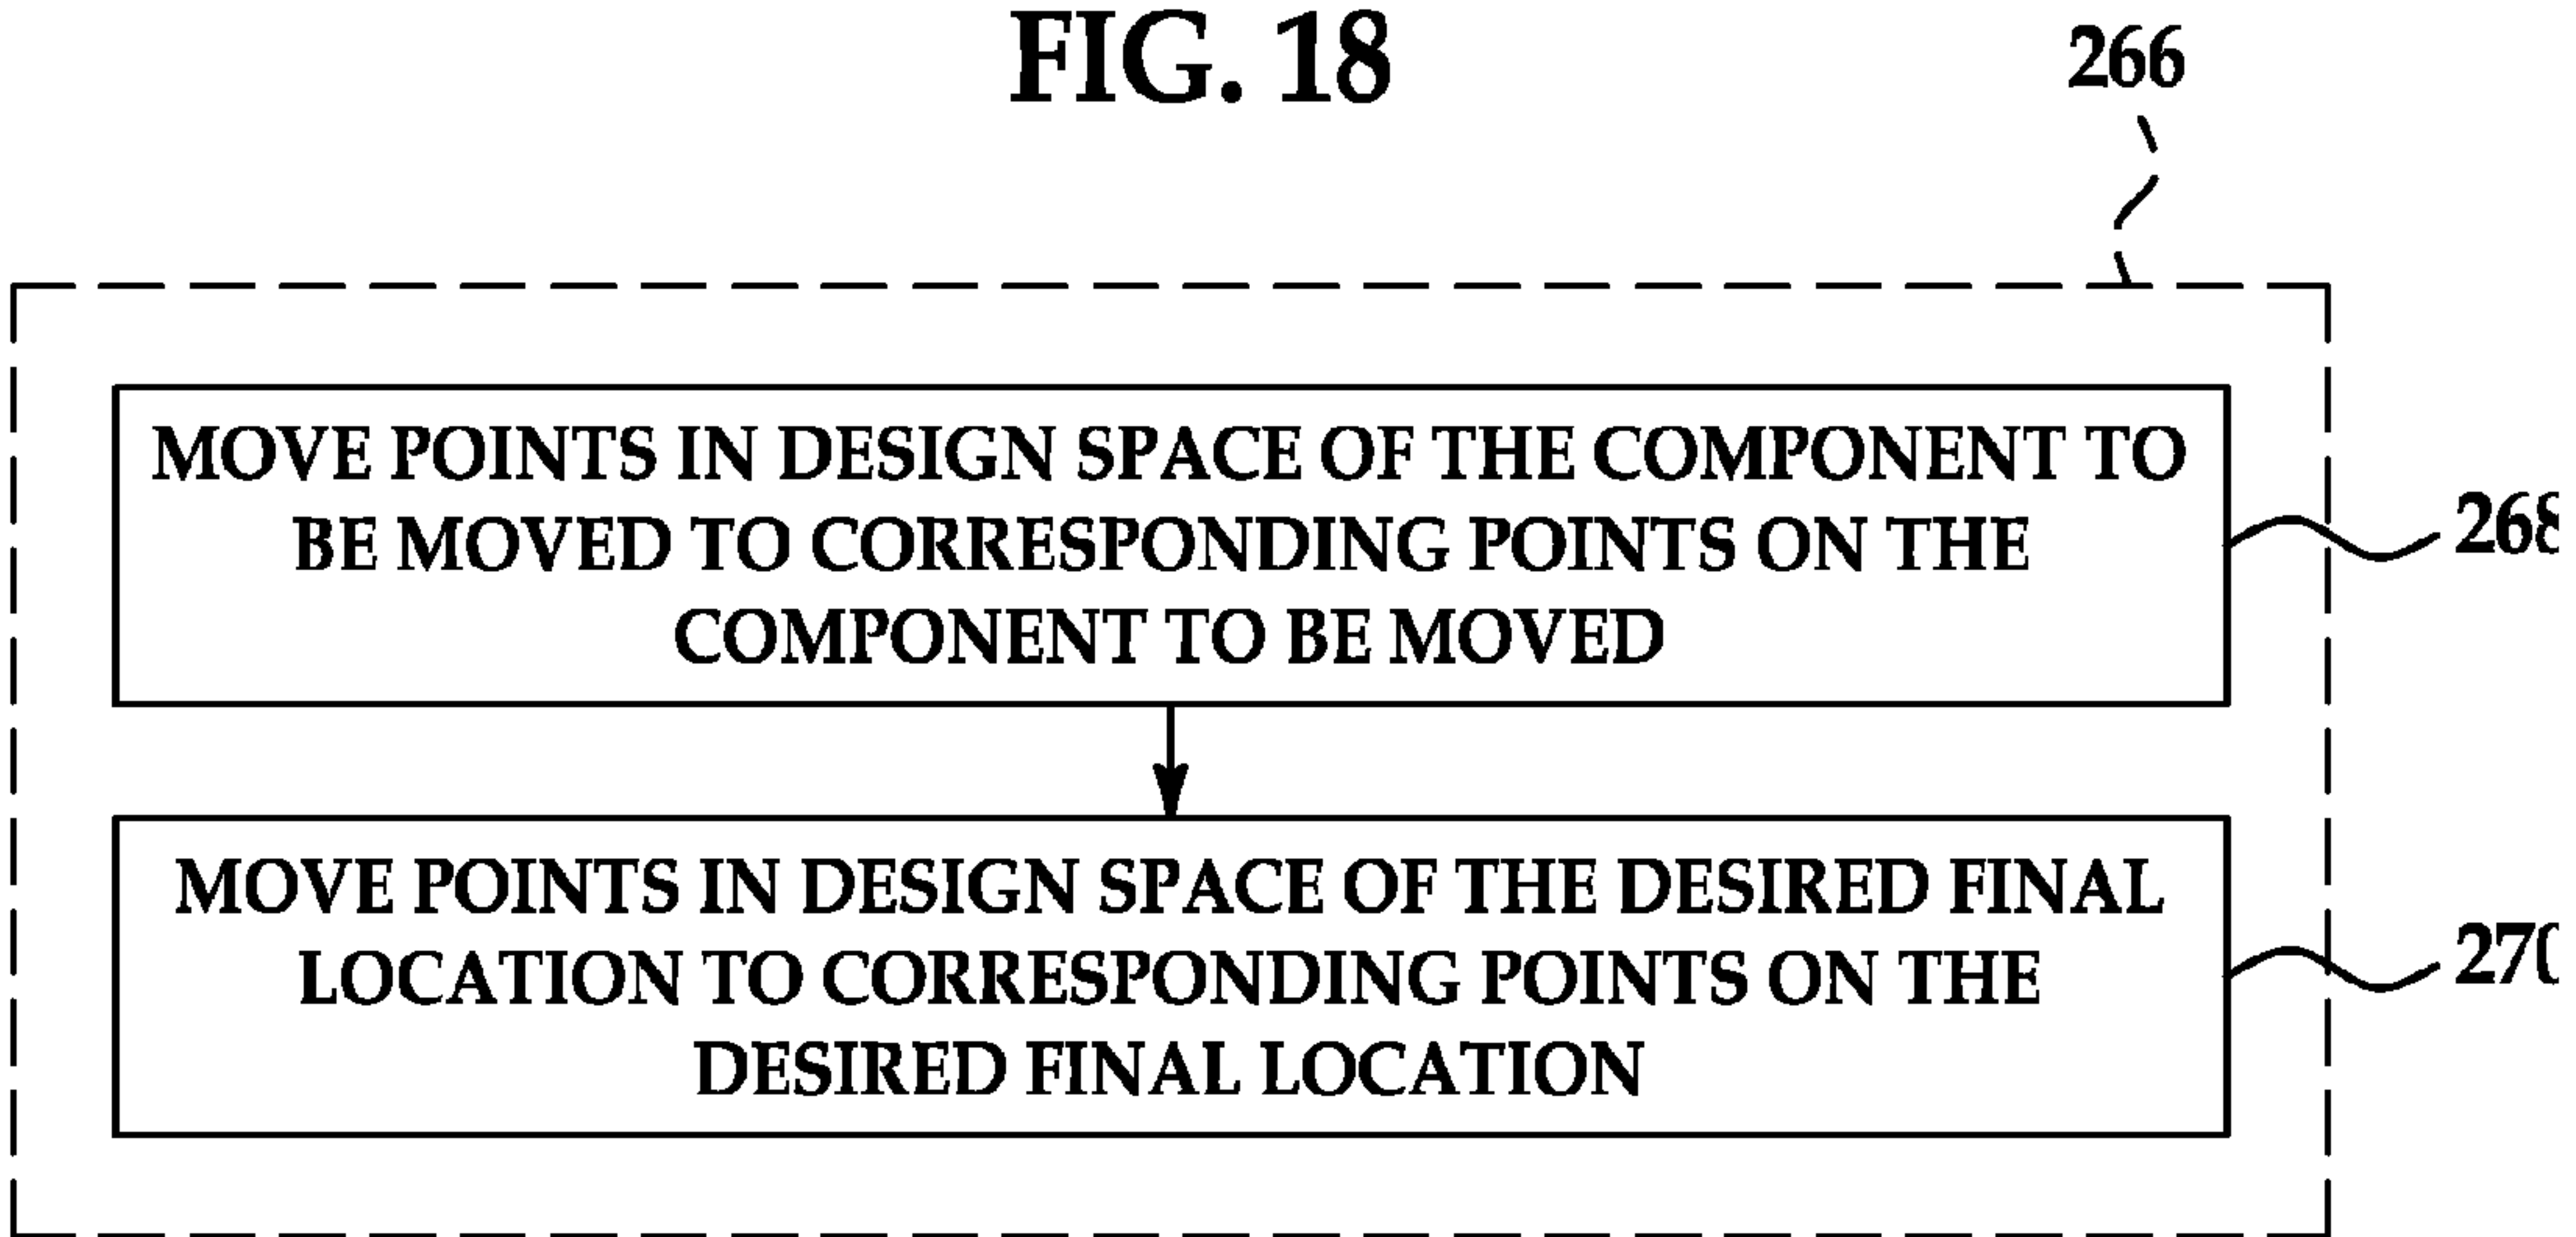 FIG. 18
266
MOVE POINTS IN DESIGN SPACE OF THE COMPONENT TO
BE MOVED TO CORRESPONDING POINTS ON THE
COMPONENT TO BE MOVED
268
MOVE POINTS IN DESIGN SPACE OF THE DESIRED FINAL
LOCATION TO CORRESPONDING POINTS ON THE
DESIRED FINAL LOCATION
270